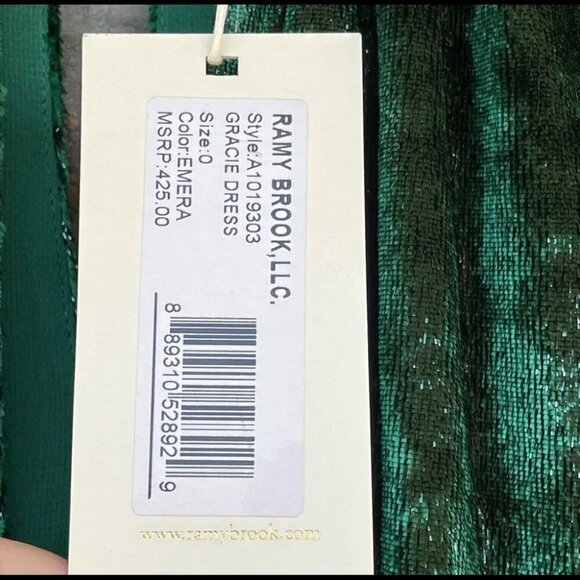 RAMY BROOK,LLC.
Style:A1019303
GRACIE DRESS
Size:0
Color:EMERA
MSRP:425.00
8 89310 52892 9
www.ramybrook.com